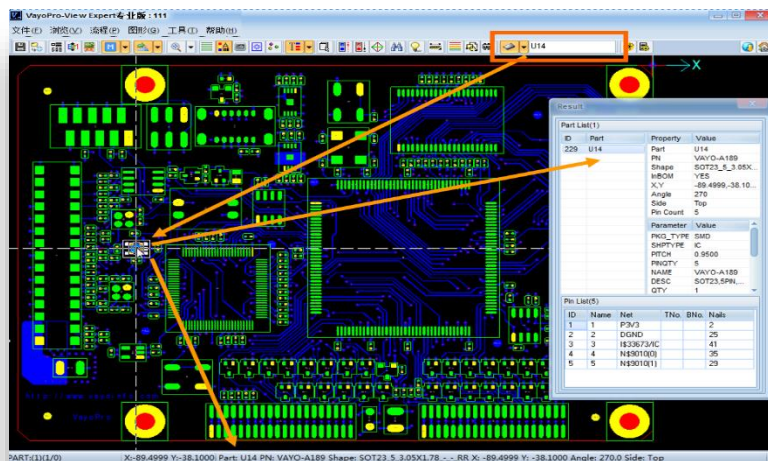 VayoPro-View Expert专业版 : 111
文件(F) 浏览(V) 流程(P) 图形(G) 工具(T) 帮助(H)
U14
X
Result
Part List(1)
ID Part Property Value
229 U14 Part U14
PN VAYO-A189
Shape SOT23_5_3.05X...
InBOM YES
X,Y -89.4999,-38.10...
Angle 270
Side Top
Pin Count 5
Parameter Value
PKG_TYPE SMD
SHPTYPE IC
PITCH 0.9500
PINQTY 5
NAME VAYO-A189
DESC SOT23,5PIN,...
QTY 1
Pin List(5)
ID Name Net TNo. BNo. Nails
1 1 P3V3 2
2 2 DGND 25
3 3 I$33673/IC 41
4 4 N$9010[0] 35
5 5 N$9010[1] 29
VayoPro
PART:(1)(1/0) X:-89.4999 Y:-38.1000 Part: U14 PN: VAYO-A189 Shape: SOT23_5_3.05X1.78 - - RR X: -89.4999 Y: -38.1000 Angle: 270.0 Side: Top